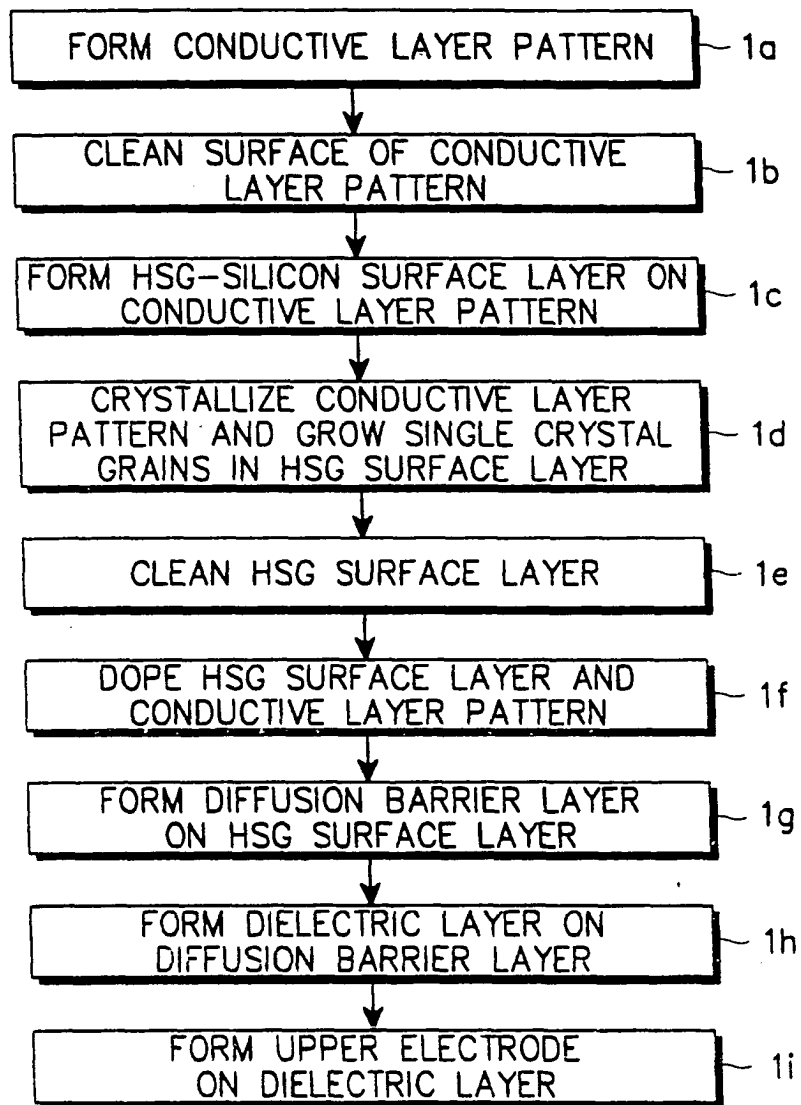 FORM CONDUCTIVE LAYER PATTERN
1a
CLEAN SURFACE OF CONDUCTIVE
LAYER PATTERN
1b
FORM HSG-SILICON SURFACE LAYER ON
CONDUCTIVE LAYER PATTERN
1c
CRYSTALLIZE CONDUCTIVE LAYER
PATTERN AND GROW SINGLE CRYSTAL
GRAINS IN HSG SURFACE LAYER
1d
CLEAN HSG SURFACE LAYER
1e
DOPE HSG SURFACE LAYER AND
CONDUCTIVE LAYER PATTERN
1f
FORM DIFFUSION BARRIER LAYER
ON HSG SURFACE LAYER
1g
FORM DIELECTRIC LAYER ON
DIFFUSION BARRIER LAYER
1h
FORM UPPER ELECTRODE
ON DIELECTRIC LAYER
1i